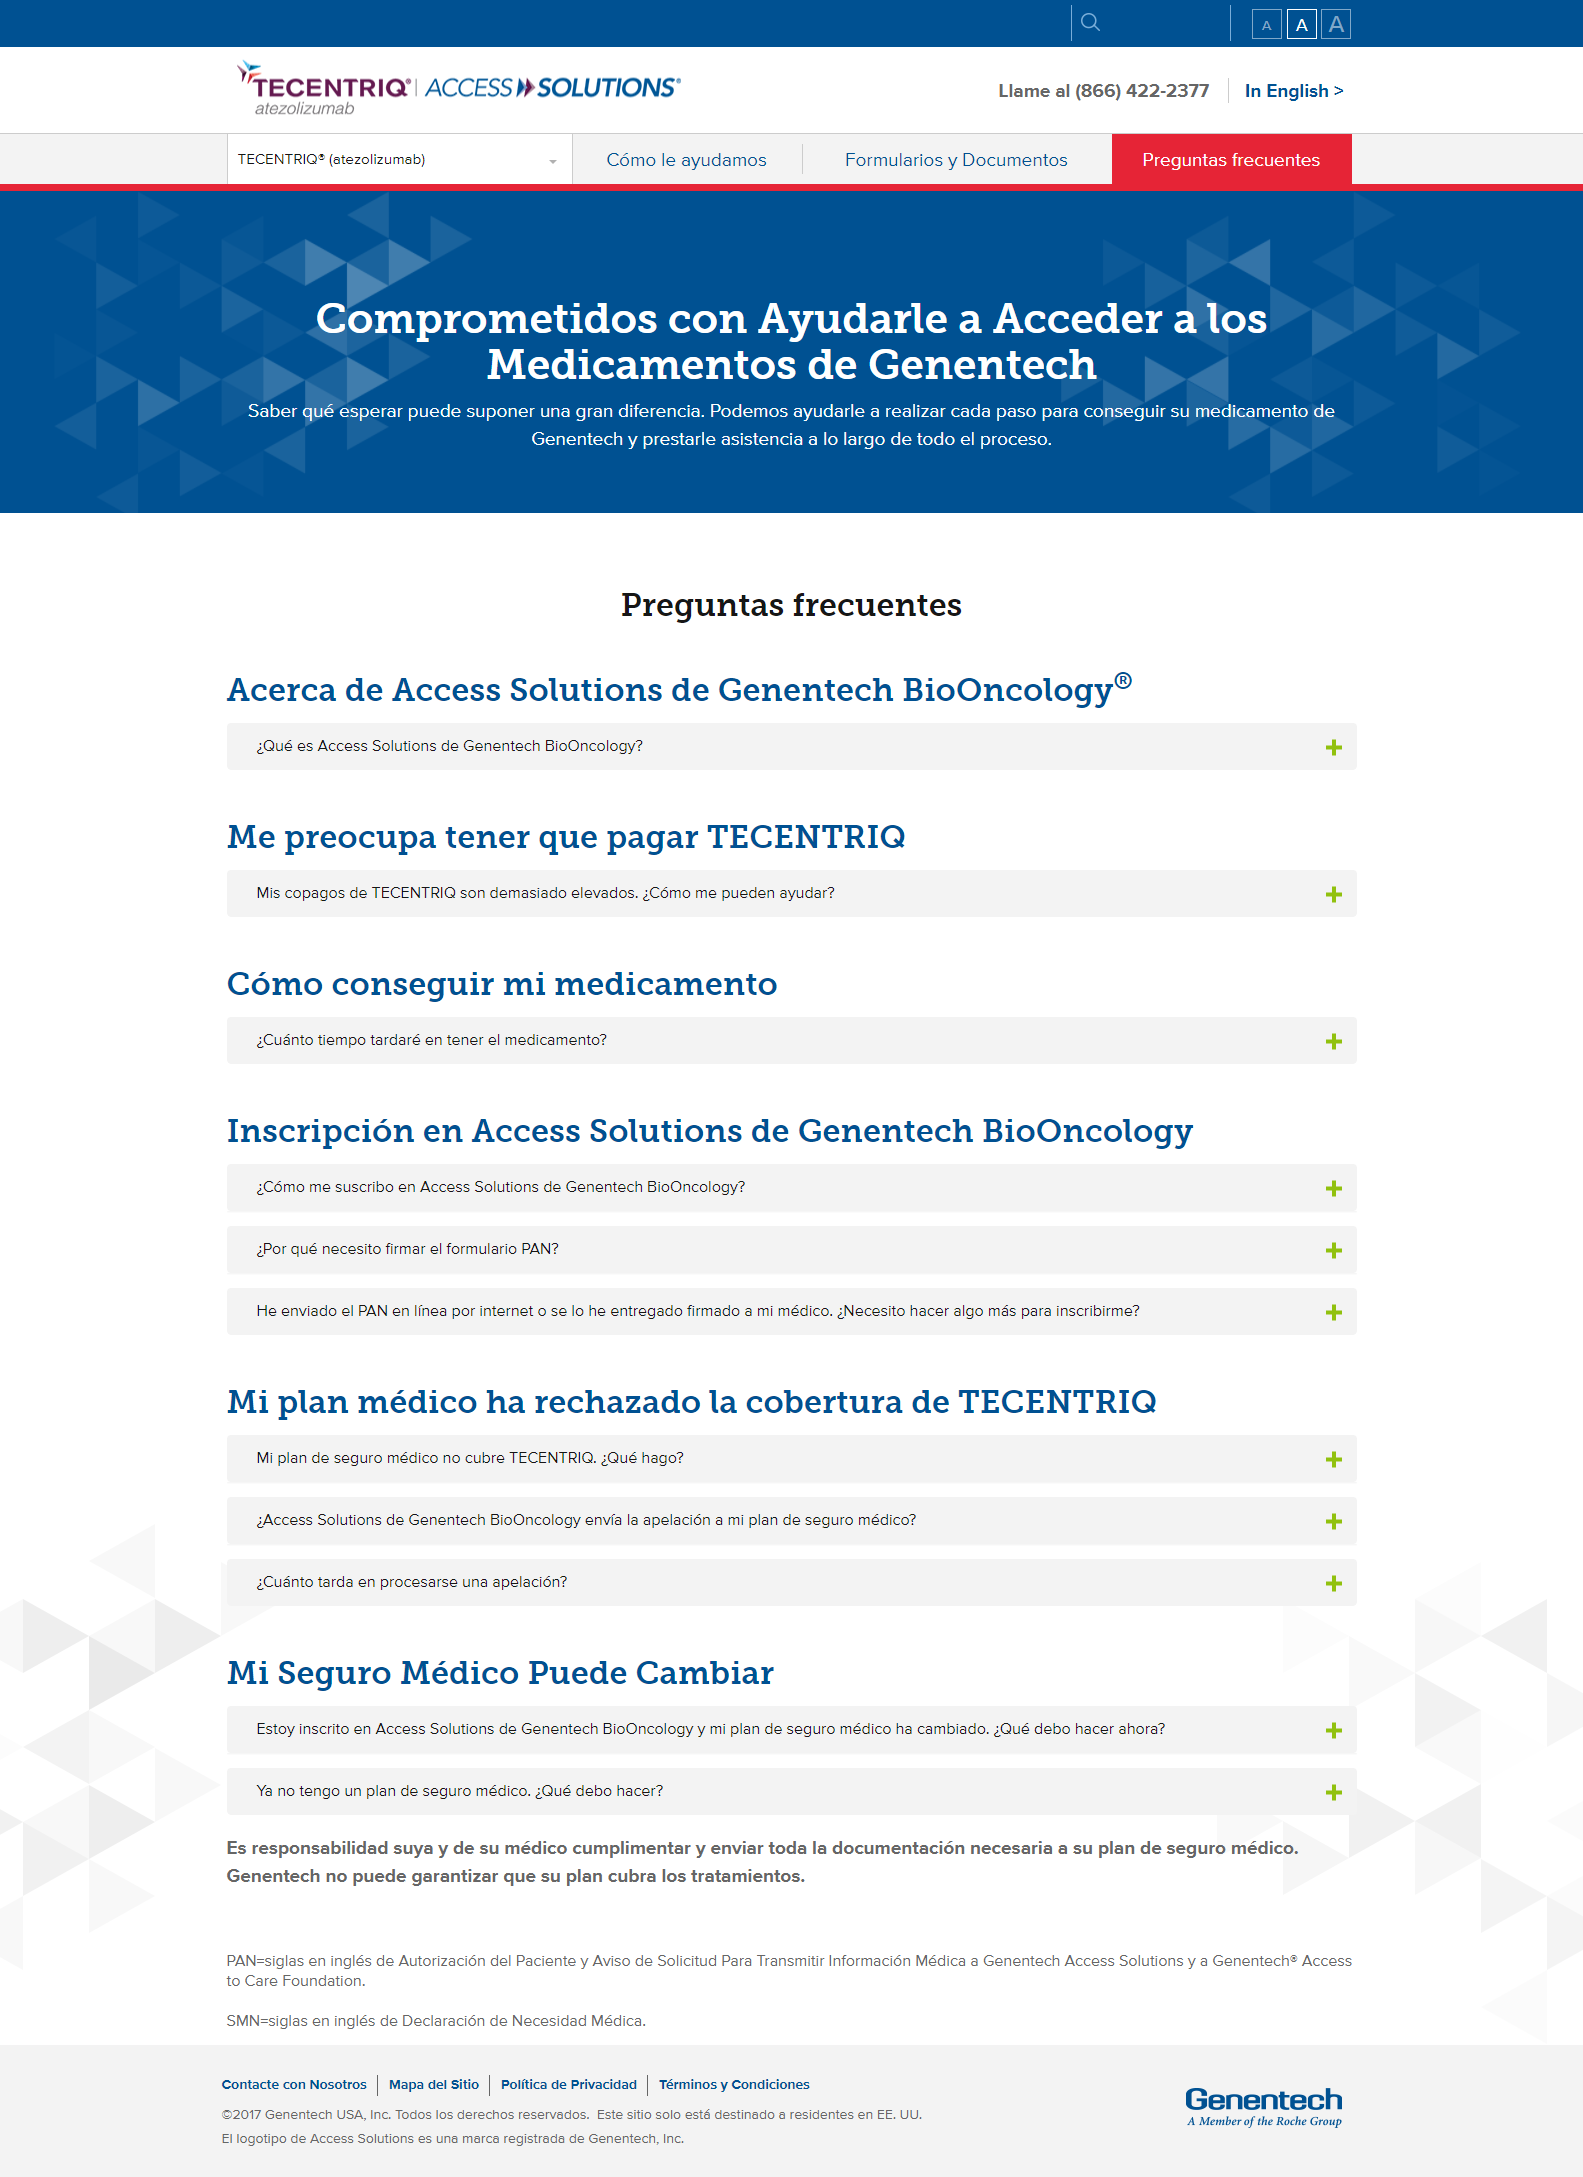 A A A
TECENTRIQ® | ACCESS SOLUTIONS®
atezolizumab
Llame al (866) 422-2377
In English >
TECENTRIQ® (atezolizumab)
Cómo le ayudamos
Formularios y Documentos
Preguntas frecuentes
Comprometidos con Ayudarle a Acceder a los
Medicamentos de Genentech
Saber qué esperar puede suponer una gran diferencia. Podemos ayudarle a realizar cada paso para conseguir su medicamento de
Genentech y prestarle asistencia a lo largo de todo el proceso.
Preguntas frecuentes
Acerca de Access Solutions de Genentech BioOncology®
¿Qué es Access Solutions de Genentech BioOncology?
Me preocupa tener que pagar TECENTRIQ
Mis copagos de TECENTRIQ son demasiado elevados. ¿Cómo me pueden ayudar?
Cómo conseguir mi medicamento
¿Cuánto tiempo tardaré en tener el medicamento?
Inscripción en Access Solutions de Genentech BioOncology
¿Cómo me suscribo en Access Solutions de Genentech BioOncology?
¿Por qué necesito firmar el formulario PAN?
He enviado el PAN en línea por internet o se lo he entregado firmado a mi médico. ¿Necesito hacer algo más para inscribirme?
Mi plan médico ha rechazado la cobertura de TECENTRIQ
Mi plan de seguro médico no cubre TECENTRIQ. ¿Qué hago?
¿Access Solutions de Genentech BioOncology envía la apelación a mi plan de seguro médico?
¿Cuánto tarda en procesarse una apelación?
Mi Seguro Médico Puede Cambiar
Estoy inscrito en Access Solutions de Genentech BioOncology y mi plan de seguro médico ha cambiado. ¿Qué debo hacer ahora?
Ya no tengo un plan de seguro médico. ¿Qué debo hacer?
Es responsabilidad suya y de su médico cumplimentar y enviar toda la documentación necesaria a su plan de seguro médico.
Genentech no puede garantizar que su plan cubra los tratamientos.
PAN=siglas en inglés de Autorización del Paciente y Aviso de Solicitud Para Transmitir Información Médica a Genentech Access Solutions y a Genentech® Access
to Care Foundation.
SMN=siglas en inglés de Declaración de Necesidad Médica.
Contacte con Nosotros | Mapa del Sitio | Política de Privacidad | Términos y Condiciones
©2017 Genentech USA, Inc. Todos los derechos reservados. Este sitio solo está destinado a residentes en EE. UU.
El logotipo de Access Solutions es una marca registrada de Genentech, Inc.
Genentech
A Member of the Roche Group